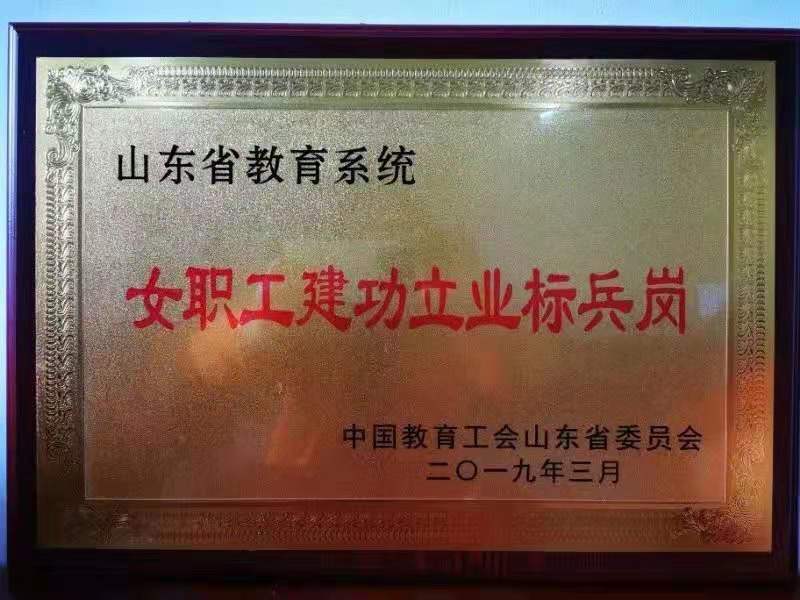 山东省教育系统
女职工建功立业标兵岗
中国教育工会山东省委员会
二〇一九年三月